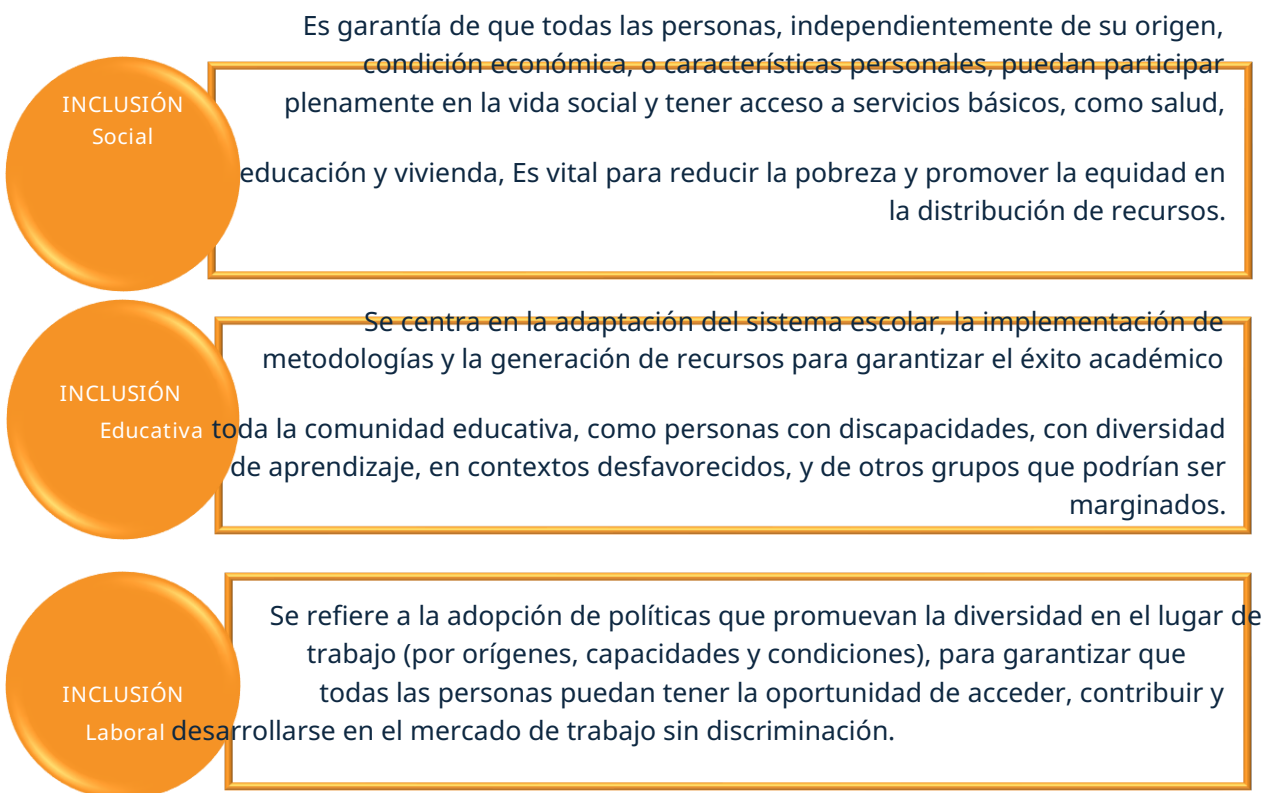 INCLUSIÓN
Social
Es garantía de que todas las personas, independientemente de su origen,
condición económica, o características personales, puedan participar
plenamente en la vida social y tener acceso a servicios básicos, como salud,
educación y vivienda, Es vital para reducir la pobreza y promover la equidad en
la distribución de recursos.
INCLUSIÓN
Educativa
Se centra en la adaptación del sistema escolar, la implementación de
metodologías y la generación de recursos para garantizar el éxito académico
toda la comunidad educativa, como personas con discapacidades, con diversidad
de aprendizaje, en contextos desfavorecidos, y de otros grupos que podrían ser
marginados.
INCLUSIÓN
Laboral
Se refiere a la adopción de políticas que promuevan la diversidad en el lugar de
trabajo (por orígenes, capacidades y condiciones), para garantizar que
todas las personas puedan tener la oportunidad de acceder, contribuir y
desarrollarse en el mercado de trabajo sin discriminación.